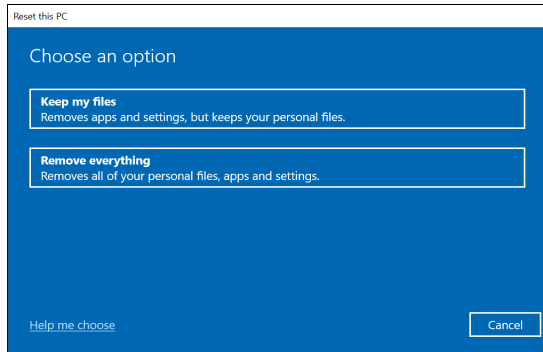 Reset this PC
Choose an option
Keep my files
Removes apps and settings, but keeps your personal files.
Remove everything
Removes all of your personal files, apps and settings.
Help me choose
Cancel